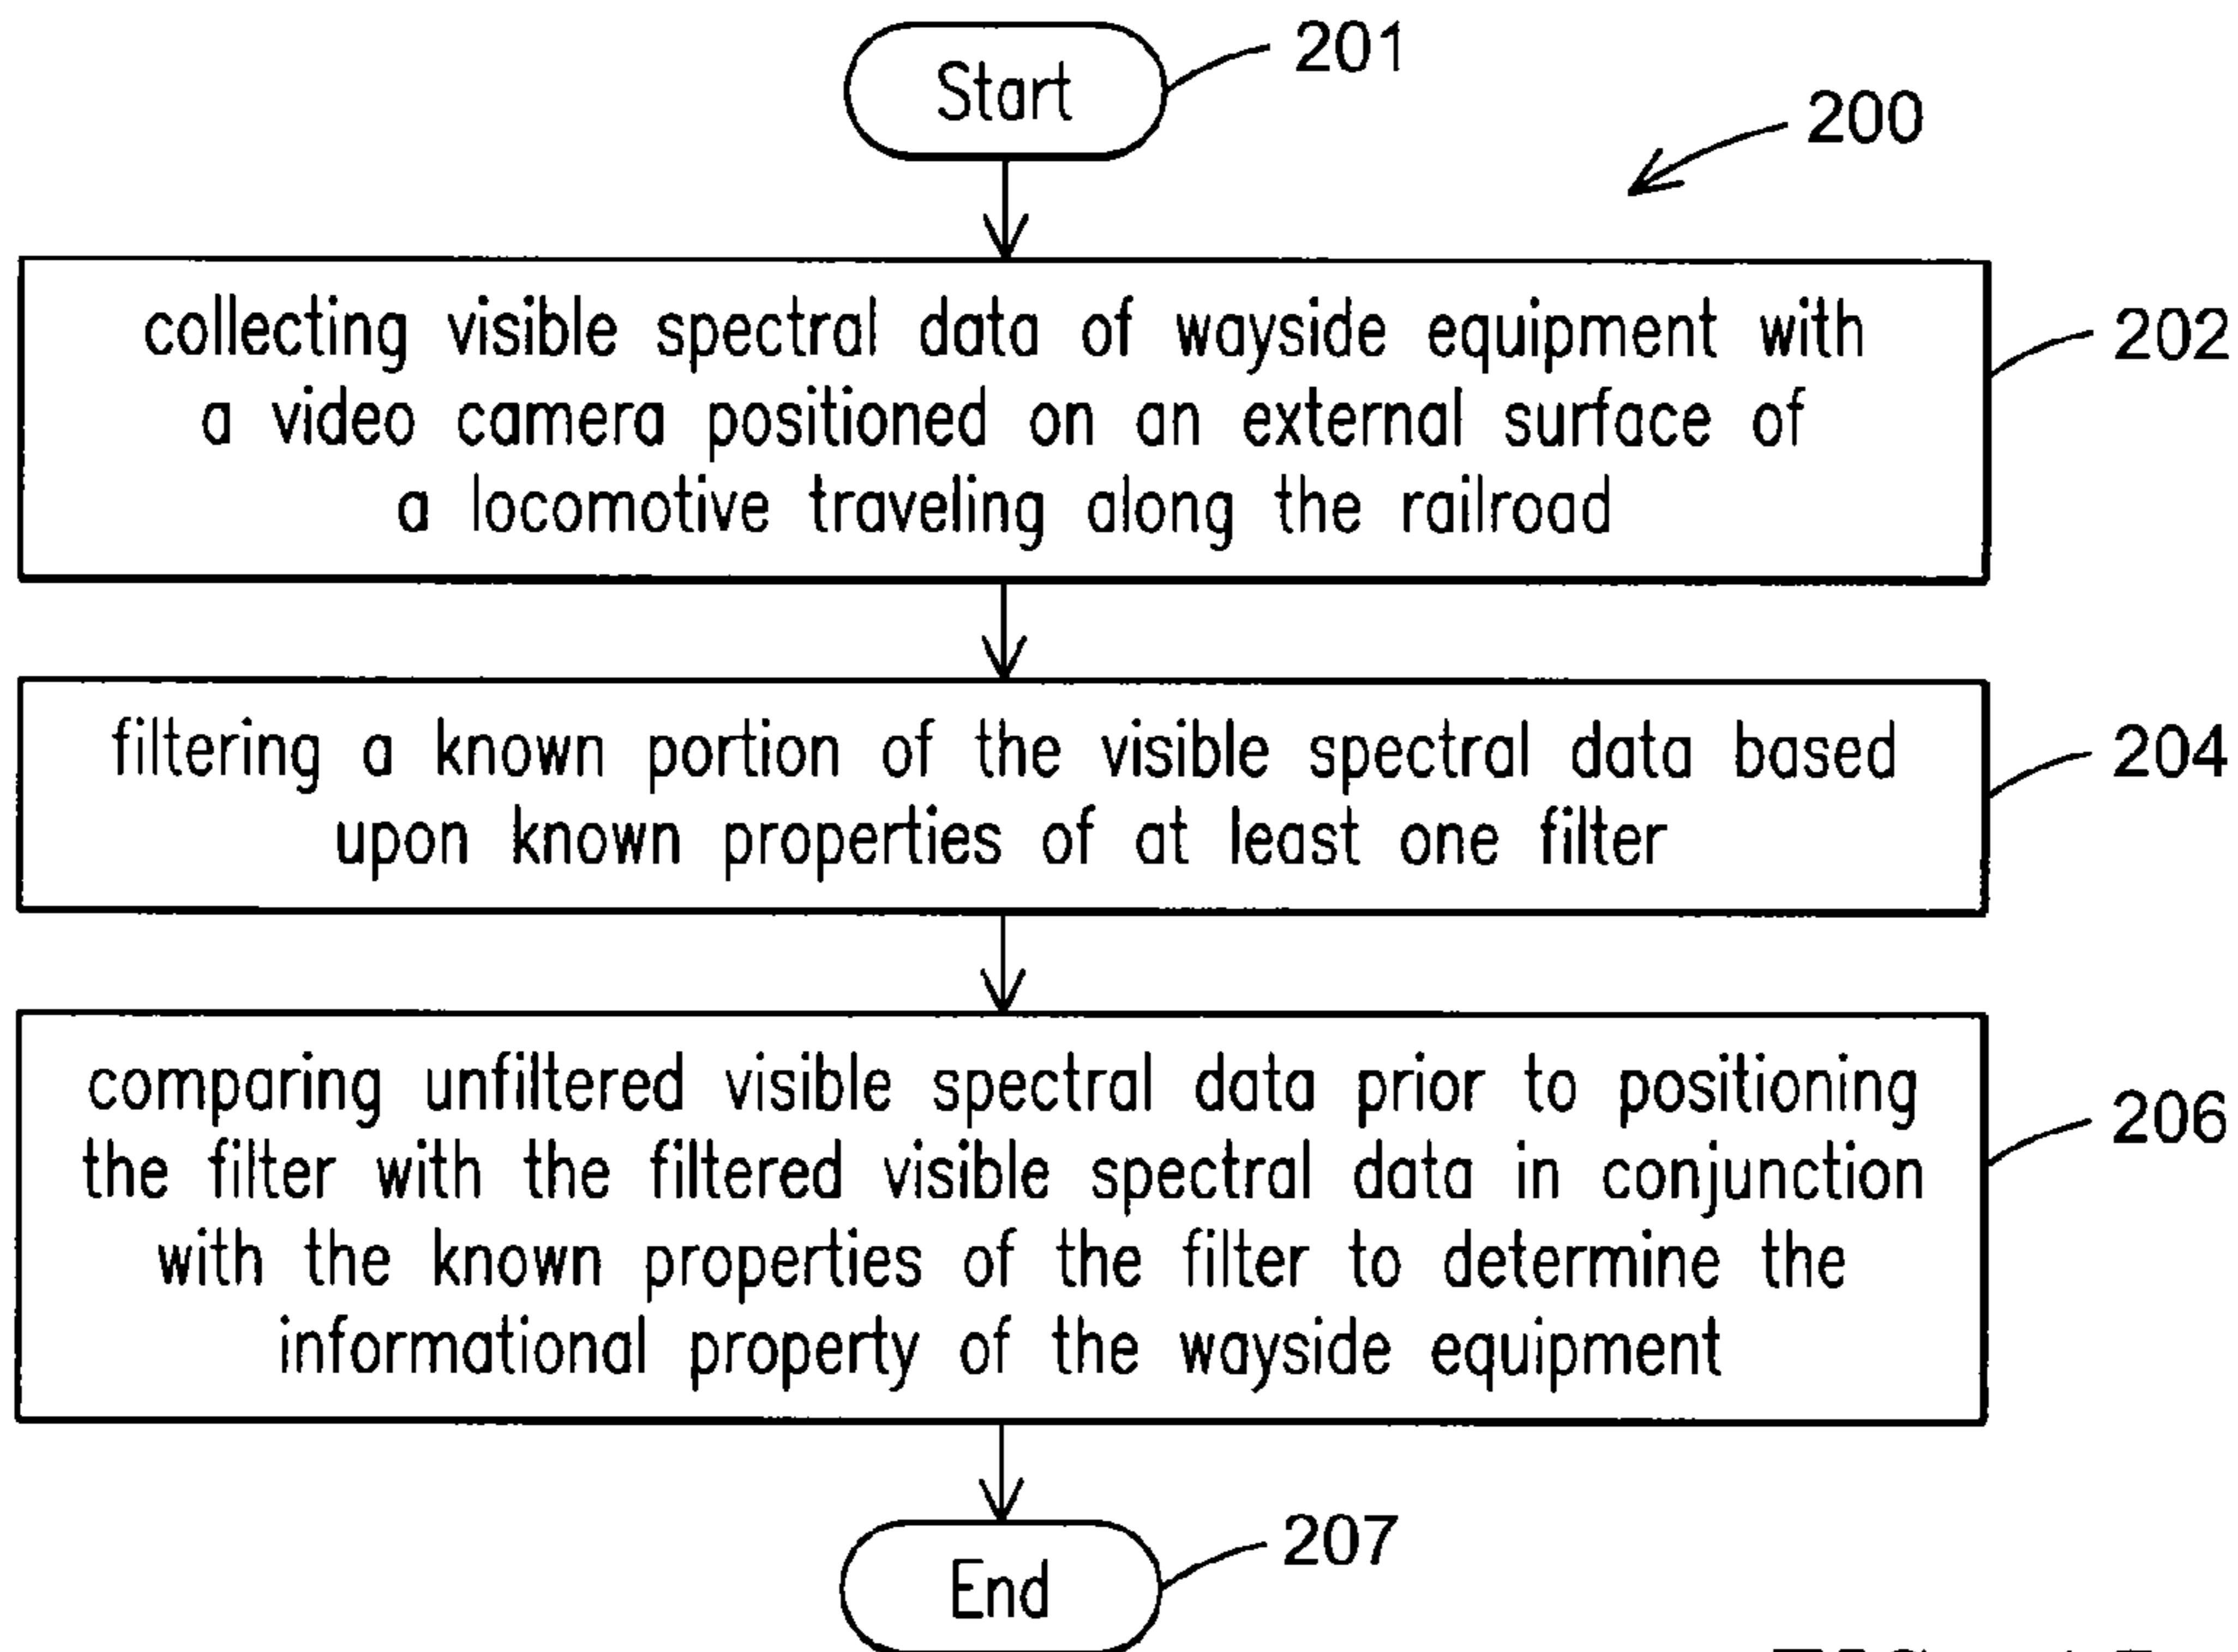 Start
201
200
collecting visible spectral data of wayside equipment with
a video camera positioned on an external surface of
a locomotive traveling along the railroad
202
filtering a known portion of the visible spectral data based
upon known properties of at least one filter
204
comparing unfiltered visible spectral data prior to positioning
the filter with the filtered visible spectral data in conjunction
with the known properties of the filter to determine the
informational property of the wayside equipment
206
End
207